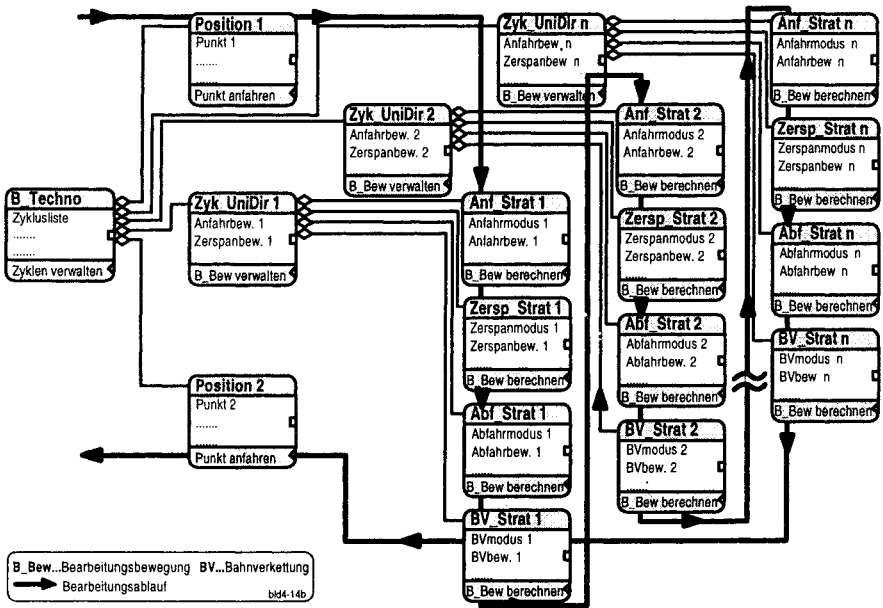 Position 1
Punkt 1
.......
.......
Punkt anfahren
Zyk_UniDir n
Anfahrbew. n
Zerspanbew n
.......
B_Bew verwalten
Anf_Strat n
Anfahrmodus n
Anfahrbew n
.......
B_Bew berechnen
Zyk_UniDir 2
Anfahrbew. 2
Zerspanbew. 2
.......
B_Bew verwalten
Anf_Strat 2
Anfahrmodus 2
Anfahrbew. 2
.......
B_Bew berechnen
Zersp_Strat n
Zerspanmodus n
Zerspanbew n
.......
B_Bew berechnen
B_Techno
Zyklusliste
.......
.......
Zyklen verwalten
Zyk_UniDir 1
Anfahrbew. 1
Zerspanbew. 1
.......
B_Bew verwalten
Anf_Strat 1
Anfahrmodus 1
Anfahrbew. 1
.......
B_Bew berechnen
Zersp_Strat 2
Zerspanmodus 2
Zerspanbew. 2
.......
B_Bew berechnen
Abf_Strat n
Abfahrmodus n
Abfahrbew n
.......
B_Bew berechnen
Zersp_Strat 1
Zerspanmodus 1
Zerspanbew. 1
.......
B_Bew berechnen
Abf_Strat 2
Abfahrmodus 2
Abfahrbew. 2
.......
B_Bew berechnen
BV_Strat n
BVmodus n
BVbew n
.......
B_Bew berechnen
Position 2
Punkt 2
.......
.......
Punkt anfahren
Abf_Strat 1
Abfahrmodus 1
Abfahrbew. 1
.......
B_Bew berechnen
BV_Strat 2
BVmodus 2
BVbew. 2
.......
B_Bew berechnen
BV_Strat 1
BVmodus 1
BVbew. 1
.......
B_Bew berechnen
B_Bew...Bearbeitungsbewegung BV...Bahnverkettung
Bearbeitungsablauf
bld4-14b